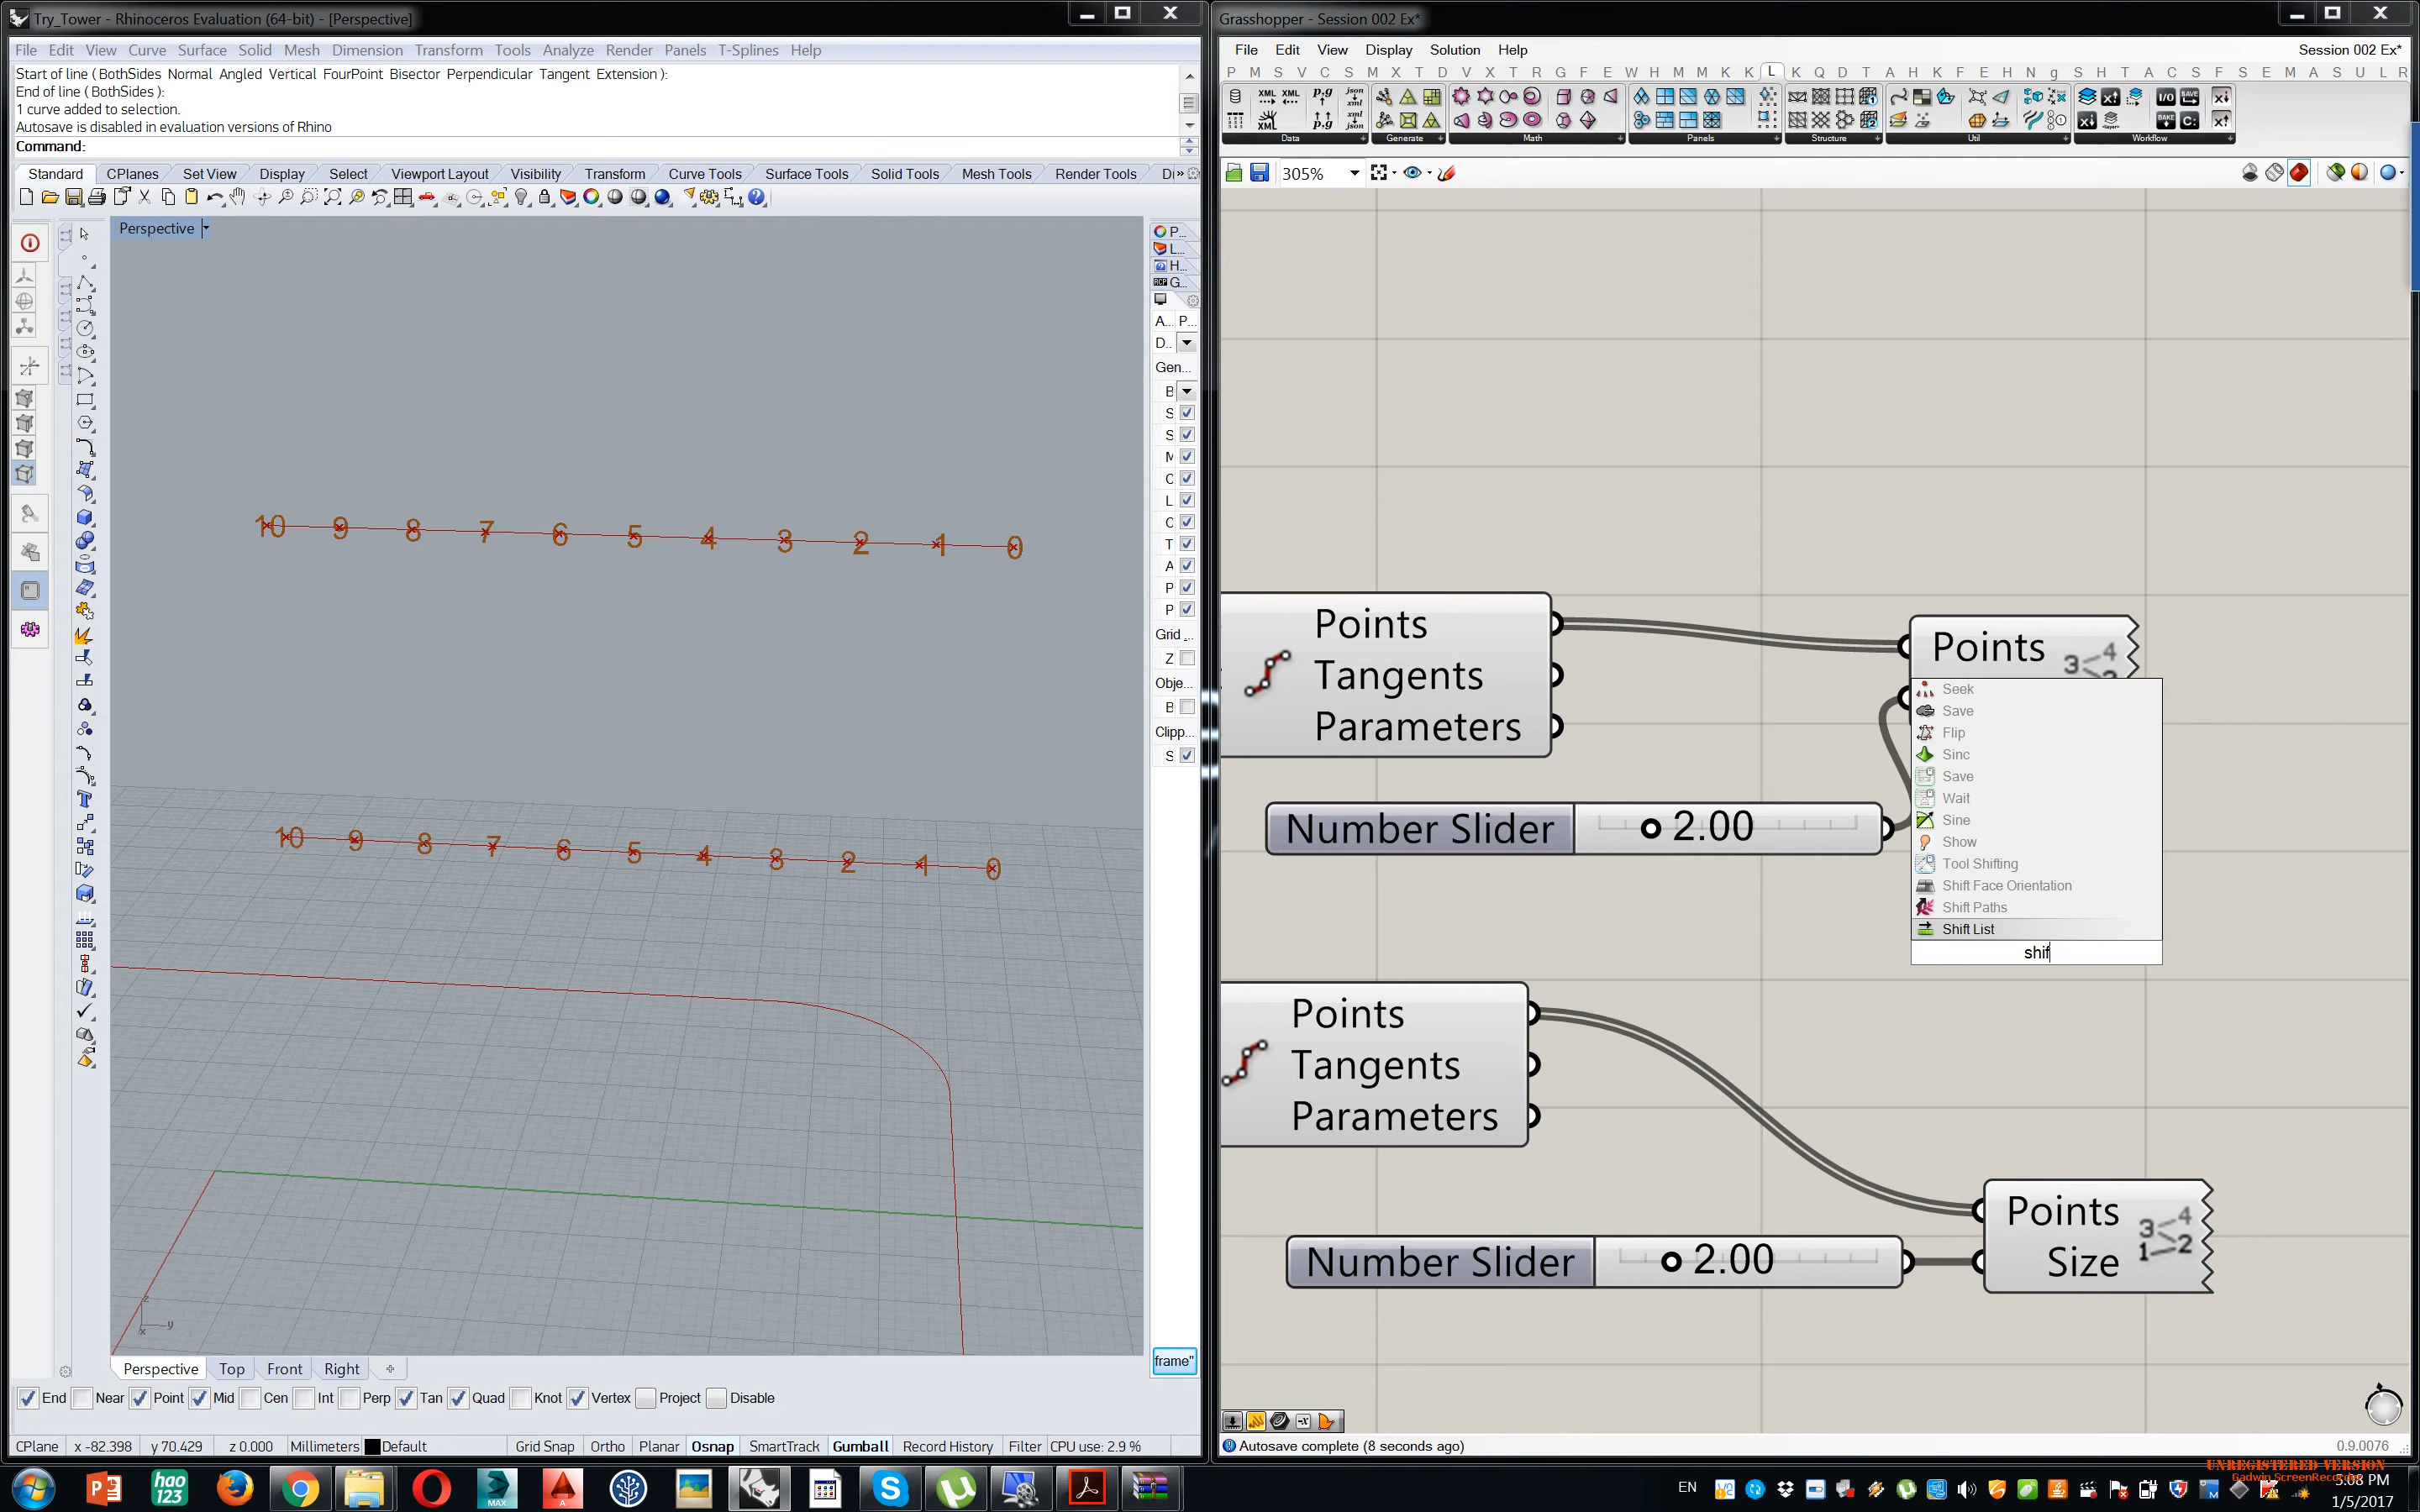 Try_Tower - Rhinoceros Evaluation (64-bit) - [Perspective]
File Edit View Curve Surface Solid Mesh Dimension Transform Tools Analyze Render Panels T-Splines Help
Start of line ( BothSides Normal Angled Vertical FourPoint Bisector Perpendicular Tangent Extension ):
End of line ( BothSides ):
1 curve added to selection.
Autosave is disabled in evaluation versions of Rhino
Command:
Standard CPlanes Set View Display Select Viewport Layout Visibility Transform Curve Tools Surface Tools Solid Tools Mesh Tools Render Tools Di »
Perspective
P...
L...
H...
G...
A... P...
D...
Gen...
B
S
S
M
C
L
C
T
A
P
P
Grid ...
Z
Obje...
B
Clipp...
S
frame"
10 9 8 7 6 5 4 3 2 1 0
10 9 8 7 6 5 4 3 2 1 0
z
y
x
Perspective Top Front Right
End Near Point Mid Cen Int Perp Tan Quad Knot Vertex Project Disable
CPlane x -82.398 y 70.429 z 0.000 Millimeters Default Grid Snap Ortho Planar Osnap SmartTrack Gumball Record History Filter CPU use: 2.9 %
Grasshopper - Session 002 Ex*
File Edit View Display Solution Help Session 002 Ex*
P M S V C S M X T D V X T R G F E W H M M K K L K Q D T A H K F E H N g S H T A C S F S E M A S U L R
Data Generate Math Panels Structure Util Workflow
305%
Points
Tangents
Parameters
Points
Number Slider 2.00
Seek
Save
Flip
Sinc
Save
Wait
Sine
Show
Tool Shifting
Shift Face Orientation
Shift Paths
Shift List
shif
Points
Tangents
Parameters
Points
Size
Number Slider 2.00
Autosave complete (8 seconds ago) 0.9.0076
UNREGISTERED VERSION
Gadwin ScreenRecorder
EN
5:08 PM
1/5/2017